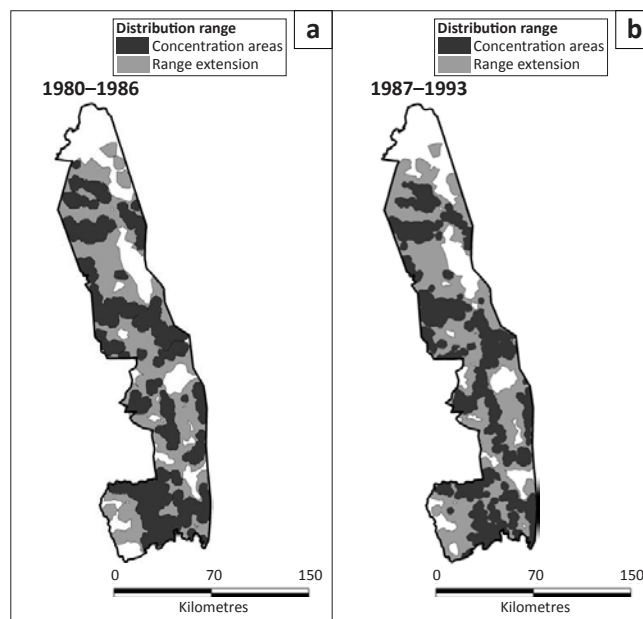 Distribution range
Concentration areas
Range extension
a
1980–1986
0 70 150
Kilometres
Distribution range
Concentration areas
Range extension
b
1987–1993
0 70 150
Kilometres